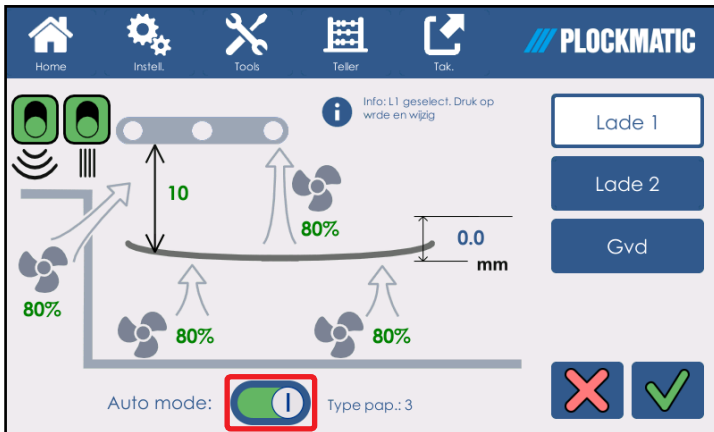 PLOCKMATIC
Home
Instell.
Tools
Teller
Tak.
Info: L1 geselect. Druk op
wrde en wijzig
Lade 1
Lade 2
Gvd
10
80%
0.0
mm
80%
80%
80%
Auto mode:
Type pap.: 3